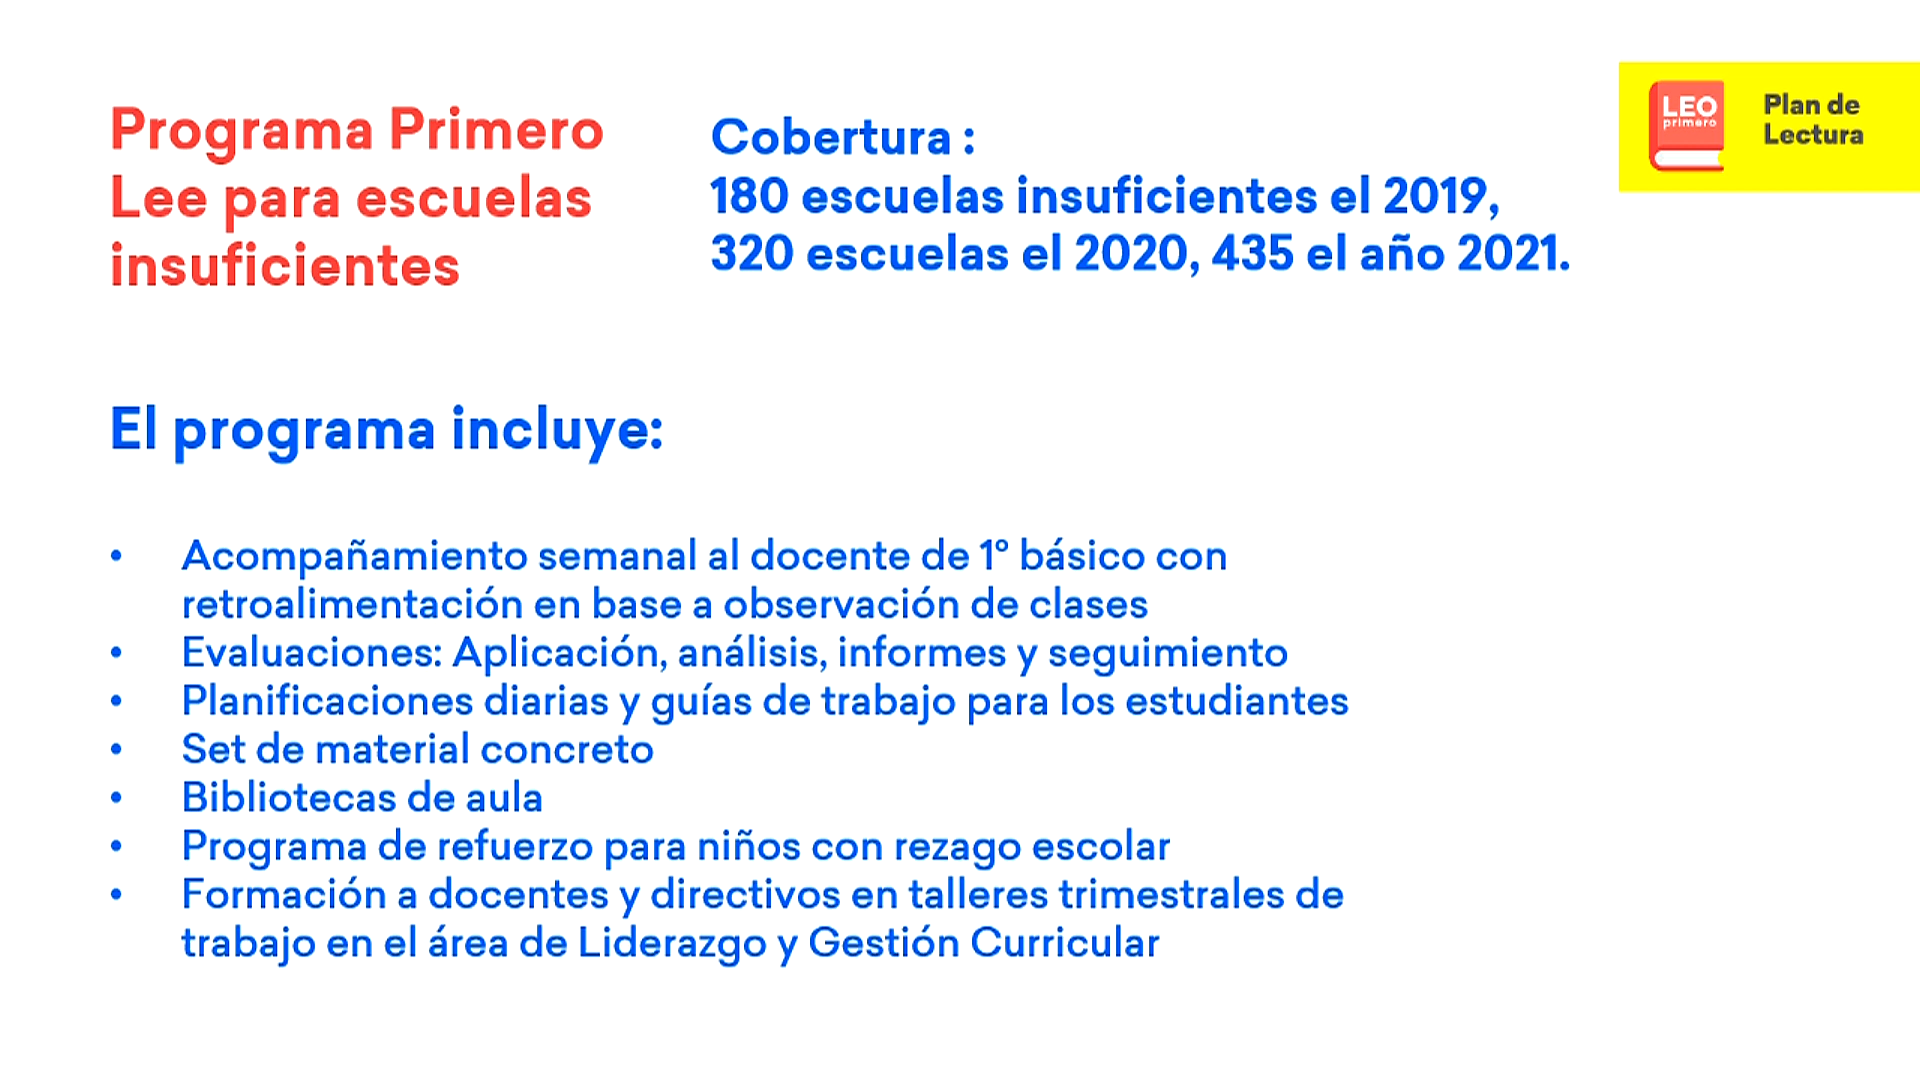 Programa Primero
Lee para escuelas
insuficientes
Cobertura :
180 escuelas insuficientes el 2019,
320 escuelas el 2020, 435 el año 2021.
LEO
primero
Plan de
Lectura
El programa incluye:
• Acompañamiento semanal al docente de 1° básico con
retroalimentación en base a observación de clases
• Evaluaciones: Aplicación, análisis, informes y seguimiento
• Planificaciones diarias y guías de trabajo para los estudiantes
• Set de material concreto
• Bibliotecas de aula
• Programa de refuerzo para niños con rezago escolar
• Formación a docentes y directivos en talleres trimestrales de
trabajo en el área de Liderazgo y Gestión Curricular